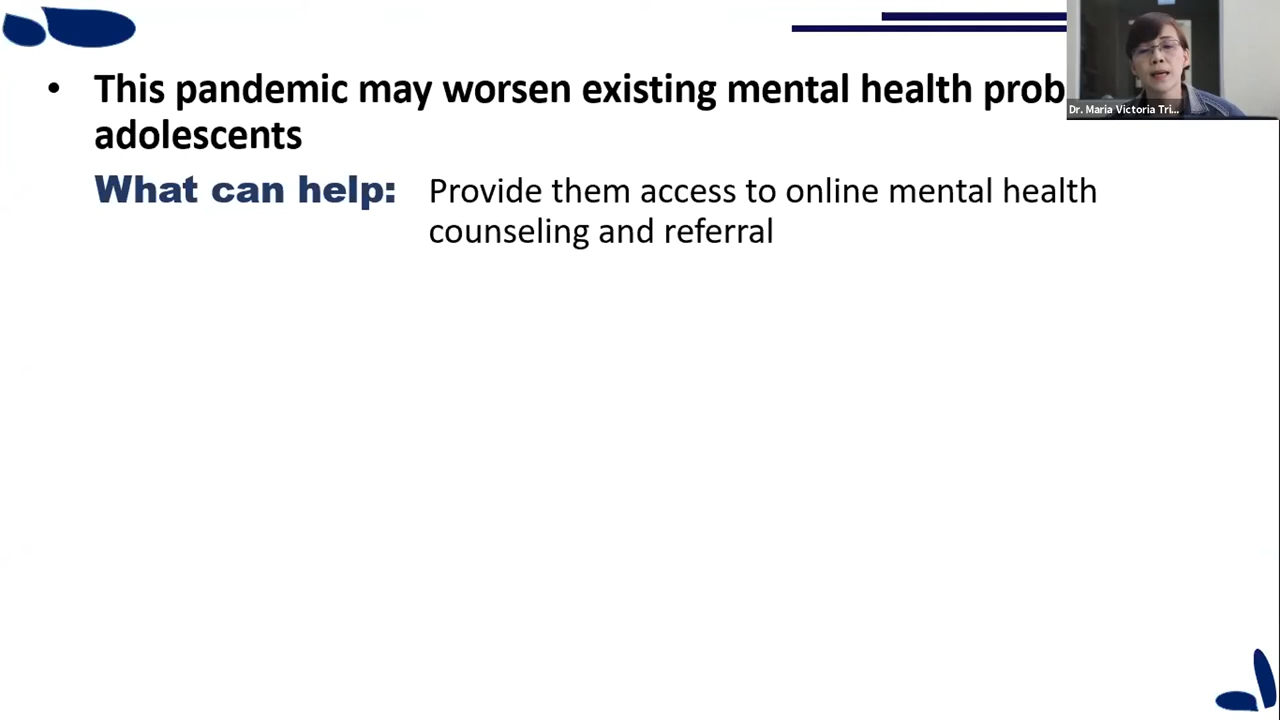 • This pandemic may worsen existing mental health prob
adolescents
What can help: Provide them access to online mental health
counseling and referral
Dr. Maria Victoria Tri...